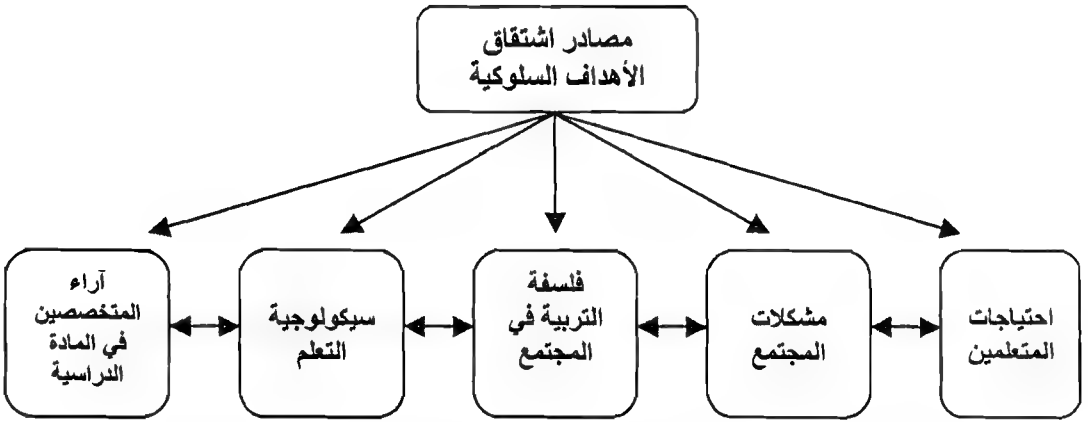 مصادر اشتقاق
الأهداف السلوكية
احتياجات
المتعلمين
مشكلات
المجتمع
فلسفة
التربية في
المجتمع
سيكولوجية
التعلم
آراء
المتخصصين
في المادة
الدراسية